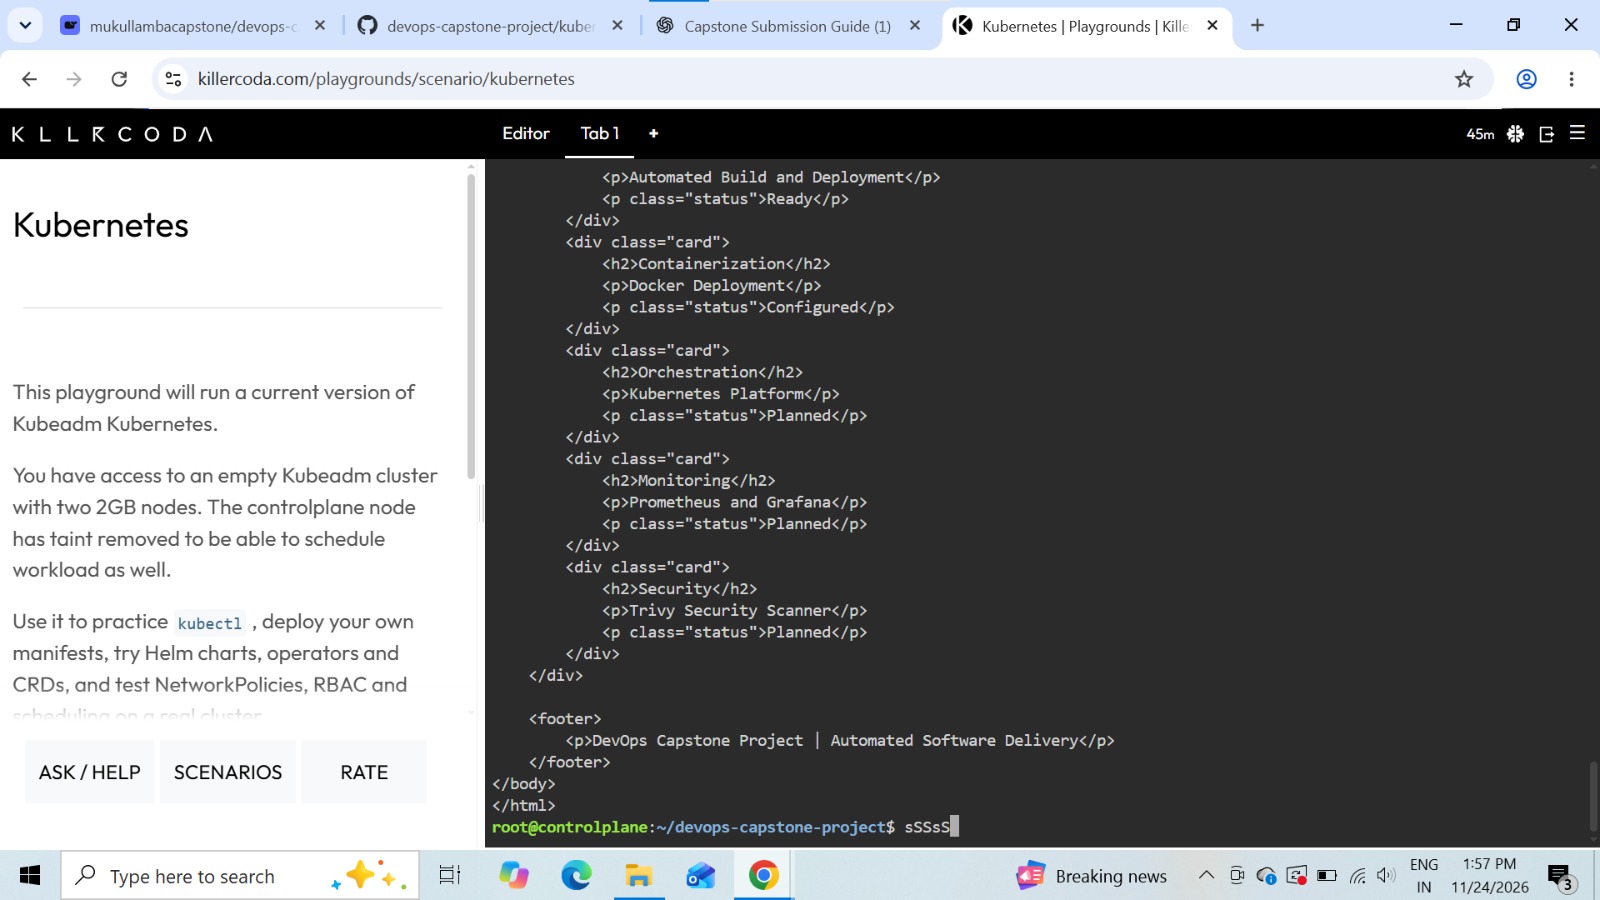 mukullambacapstone/devops-c
devops-capstone-project/kuber
Capstone Submission Guide (1)
Kubernetes | Playgrounds | Kille
killercoda.com/playgrounds/scenario/kubernetes
KLLRCODA
Editor
Tab 1
+
45m
Kubernetes
This playground will run a current version of
Kubeadm Kubernetes.
You have access to an empty Kubeadm cluster
with two 2GB nodes. The controlplane node
has taint removed to be able to schedule
workload as well.
Use it to practice kubectl , deploy your own
manifests, try Helm charts, operators and
CRDs, and test NetworkPolicies, RBAC and
scheduling on a real cluster
ASK / HELP
SCENARIOS
RATE
<p>Automated Build and Deployment</p>
<p class="status">Ready</p>
</div>
<div class="card">
<h2>Containerization</h2>
<p>Docker Deployment</p>
<p class="status">Configured</p>
</div>
<div class="card">
<h2>Orchestration</h2>
<p>Kubernetes Platform</p>
<p class="status">Planned</p>
</div>
<div class="card">
<h2>Monitoring</h2>
<p>Prometheus and Grafana</p>
<p class="status">Planned</p>
</div>
<div class="card">
<h2>Security</h2>
<p>Trivy Security Scanner</p>
<p class="status">Planned</p>
</div>
</div>
<footer>
<p>DevOps Capstone Project | Automated Software Delivery</p>
</footer>
</body>
</html>
root@controlplane:~/devops-capstone-project$ sSSsS
Type here to search
Breaking news
ENG
IN
1:57 PM
11/24/2026
3